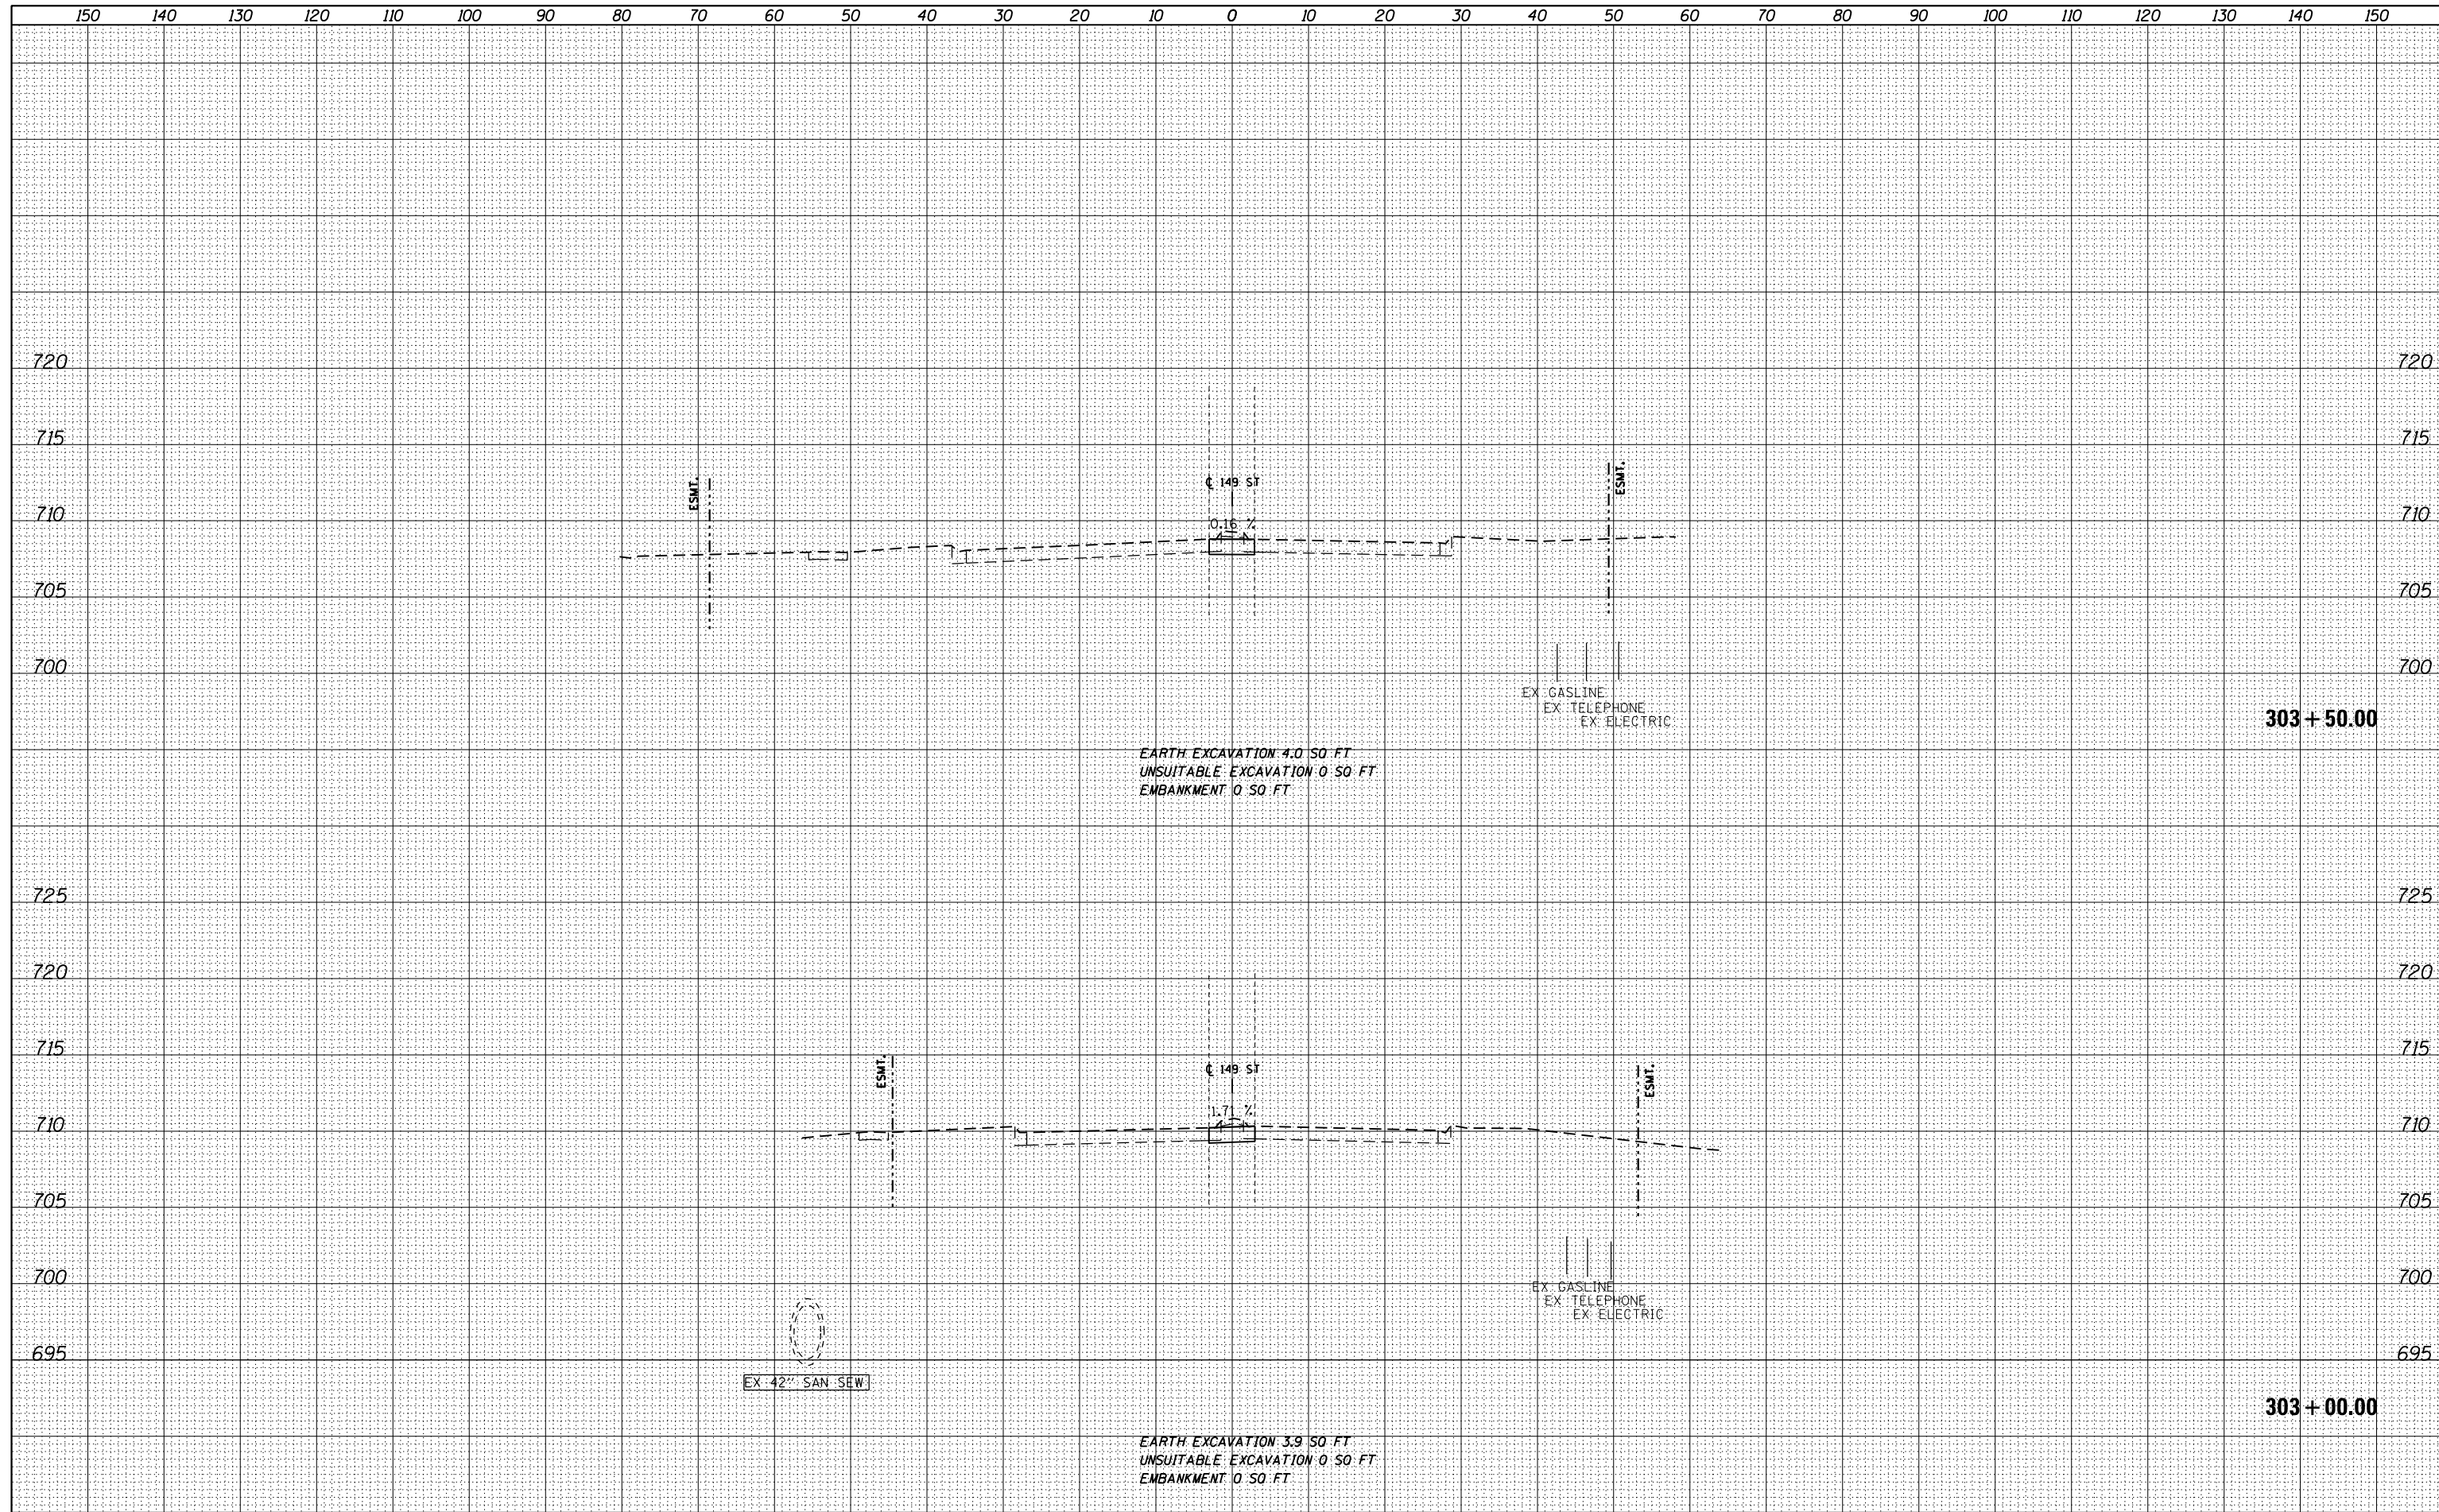 150 140 130 120 110 100 90 80 70 60 50 40 30 20 10 0 10 20 30 40 50 60 70 80 90 100 110 120 130 140 150
720 720
715 715
ESMT.
ESMT.
℄ 149 ST
710 710
0.16 %
705 705
700 700
EX GASLINE
EX TELEPHONE
EX ELECTRIC
303+50.00
EARTH EXCAVATION 4.0 SQ FT
UNSUITABLE EXCAVATION 0 SQ FT
EMBANKMENT 0 SQ FT
725 725
720 720
715 715
ESMT.
ESMT.
℄ 149 ST
1.71 %
710 710
705 705
700 700
EX GASLINE
EX TELEPHONE
EX ELECTRIC
695 695
EX 42" SAN SEW
303+00.00
EARTH EXCAVATION 3.9 SQ FT
UNSUITABLE EXCAVATION 0 SQ FT
EMBANKMENT 0 SQ FT